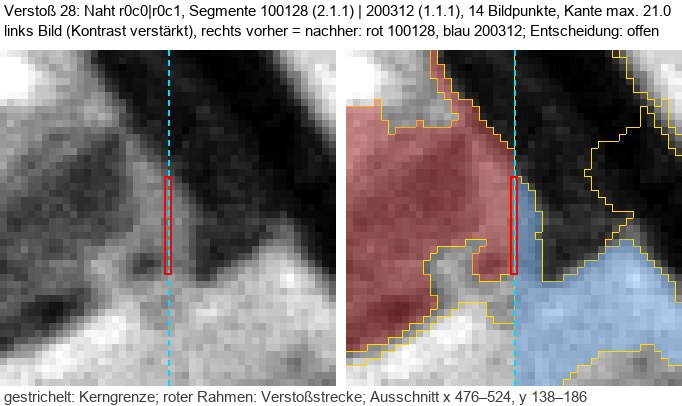 Verstoß 28: Naht r0c0|r0c1, Segmente 100128 (2.1.1) | 200312 (1.1.1), 14 Bildpunkte, Kante max. 21.0
links Bild (Kontrast verstärkt), rechts vorher = nachher: rot 100128, blau 200312; Entscheidung: offen
gestrichelt: Kerngrenze; roter Rahmen: Verstoßstrecke; Ausschnitt x 476–524, y 138–186